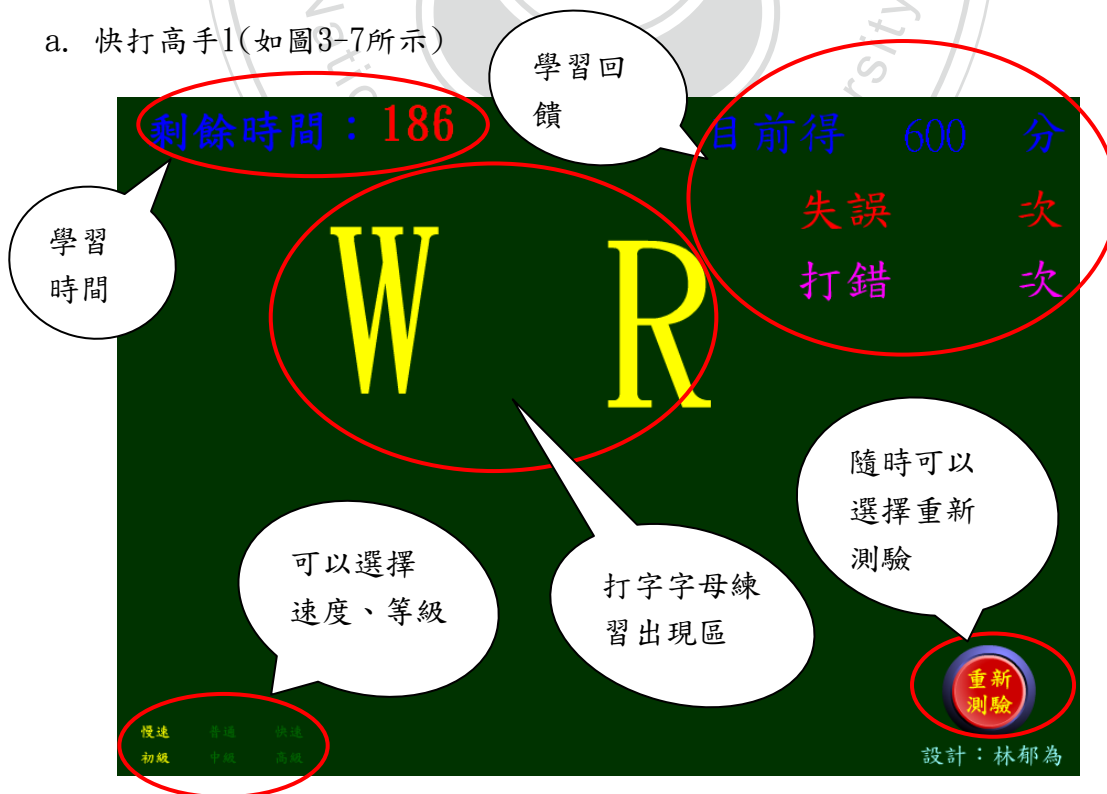 a. 快打高手1(如圖3-7所示)
學習回
饋
剩餘時間：186
目前得 600 分
學習
時間
失誤 次
打錯 次
W R
隨時可以
選擇重新
測驗
可以選擇
速度、等級
打字字母練
習出現區
重新
測驗
慢速 普通 快速
初級 中級 高級
設計：林郁為